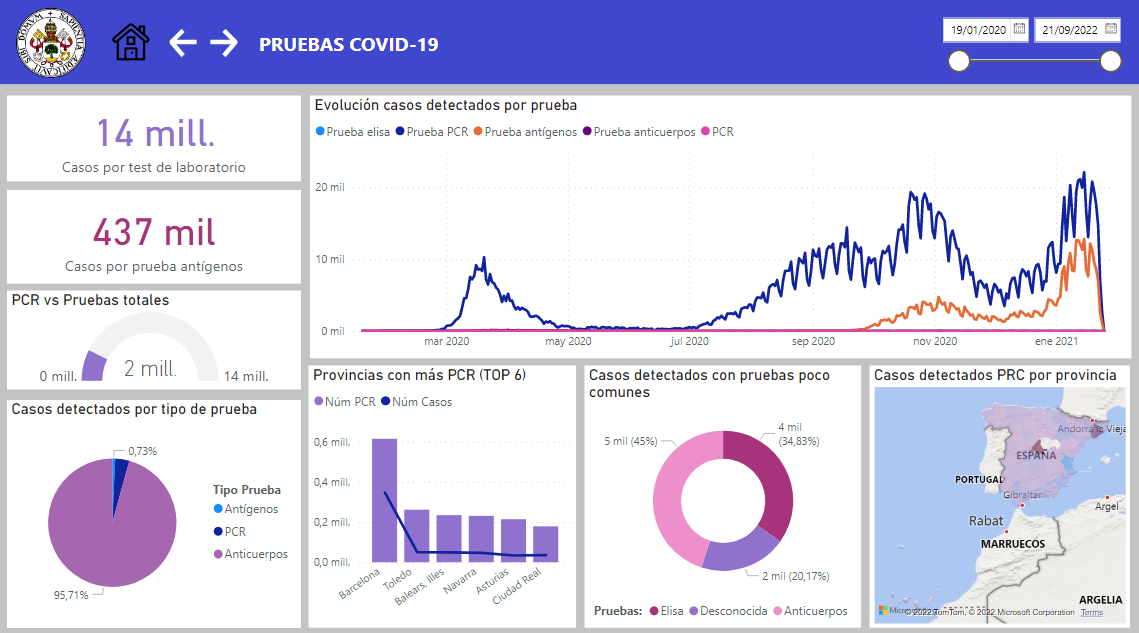 PRUEBAS COVID-19
19/01/2020
21/09/2022
14 mill.
Casos por test de laboratorio
437 mil
Casos por prueba antígenos
PCR vs Pruebas totales
0 mill.
2 mill.
14 mill.
Casos detectados por tipo de prueba
0,73%
95,71%
Tipo Prueba
Antígenos
PCR
Anticuerpos
Evolución casos detectados por prueba
Prueba elisa Prueba PCR Prueba antígenos Prueba anticuerpos PCR
20 mil
10 mil
0 mil
mar 2020 may 2020 jul 2020 sep 2020 nov 2020 ene 2021
Provincias con más PCR (TOP 6)
Núm PCR Núm Casos
0,6 mill.
0,4 mill.
0,2 mill.
0,0 mill.
Barcelona
Toledo
Balears, Illes
Navarra
Asturias
Ciudad Real
Casos detectados con pruebas poco
comunes
4 mil
(34,83%)
5 mil (45%)
2 mil (20,17%)
Pruebas: Elisa Desconocida Anticuerpos
Casos detectados PRC por provincia
Andorra la Vieja
ESPAÑA
PORTUGAL
Gibraltar
Argel
Rabat
MARRUECOS
ARGELIA
© 2022 TomTom, © 2022 Microsoft Corporation Terms